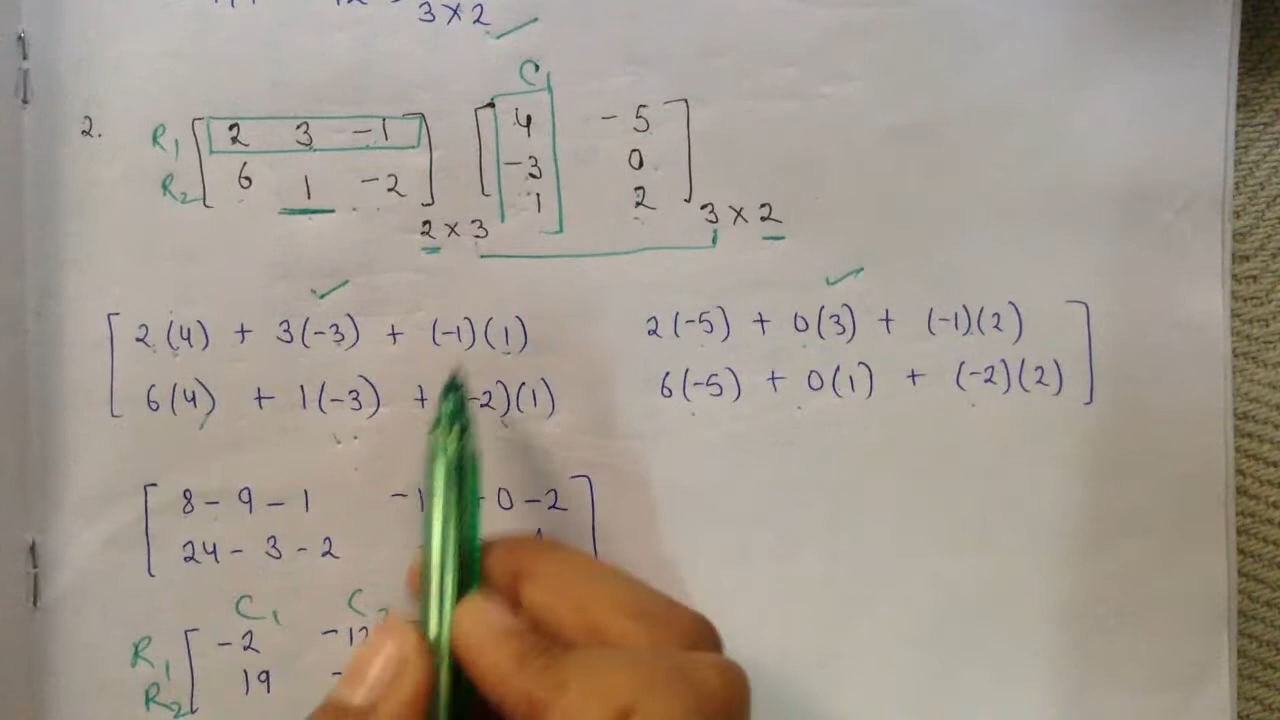 3 × 2 ✓
C1
2. R1 [ 2 3 -1 ] [ 4 -5 ]
R2 [ 6 1 -2 ] [ -3 0 ]
[ 1 2 ]
2 × 3 3 × 2
✓ ✓
[ 2(4) + 3(-3) + (-1)(1) 2(-5) + 0(3) + (-1)(2) ]
[ 6(4) + 1(-3) + (-2)(1) 6(-5) + 0(1) + (-2)(2) ]
[ 8 - 9 - 1 -0 - 2 ]
[ 24 - 3 - 2 ]
C1 C2
R1 [ -2 -12
R2 [ 19